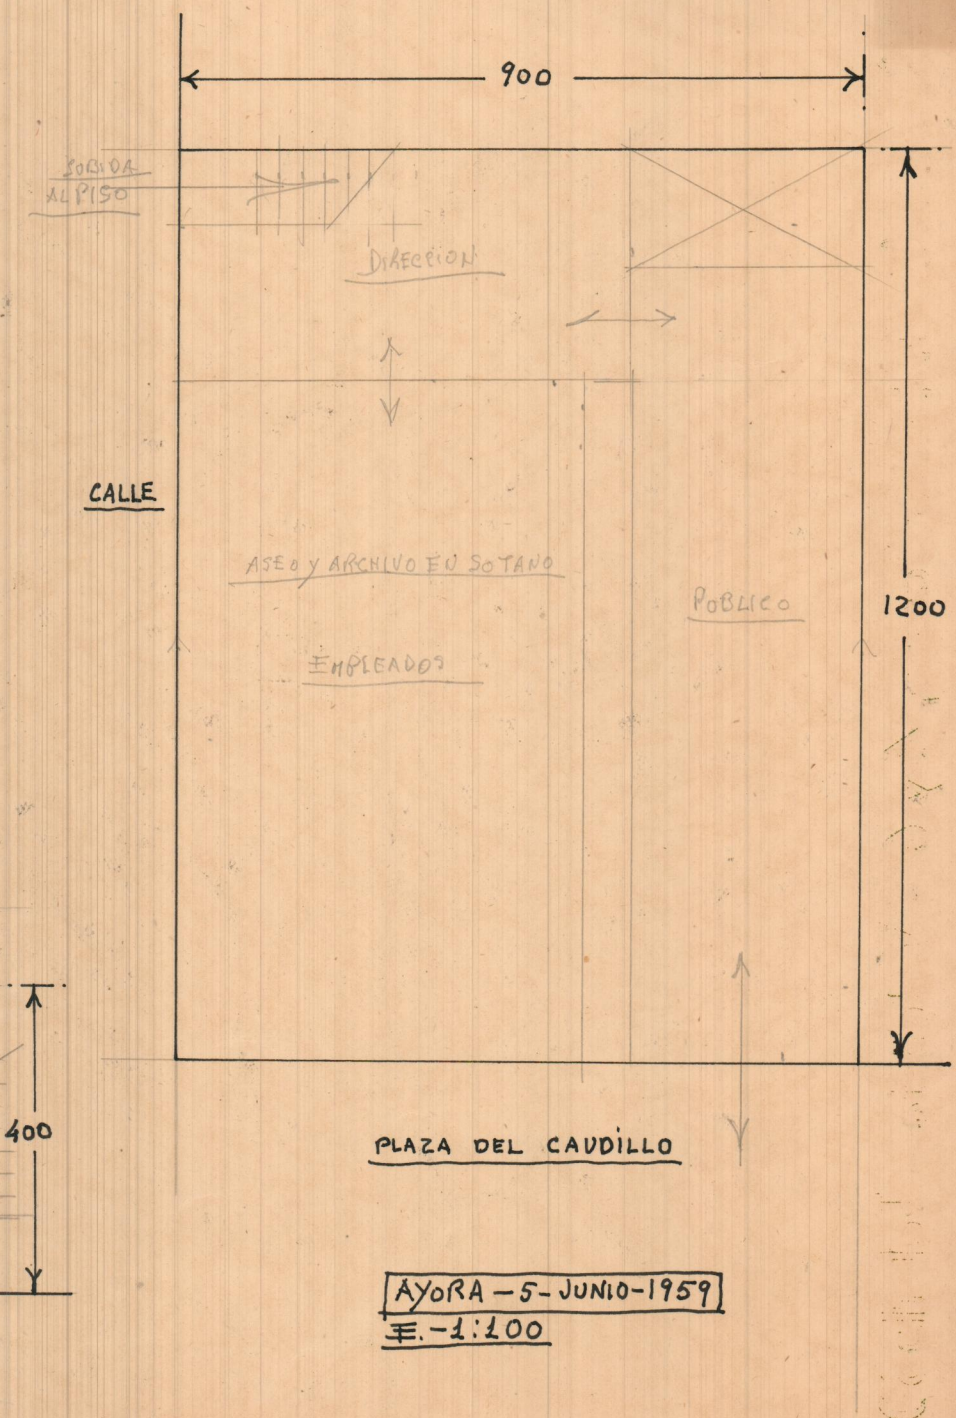 900
SUBIDA
AL PISO
DIRECCION
CALLE
ASEO Y ARCHIVO EN SOTANO
PUBLICO
1200
EMPLEADOS
400
PLAZA DEL CAUDILLO
AYORA-5-JUNIO-1959
E.-1:100